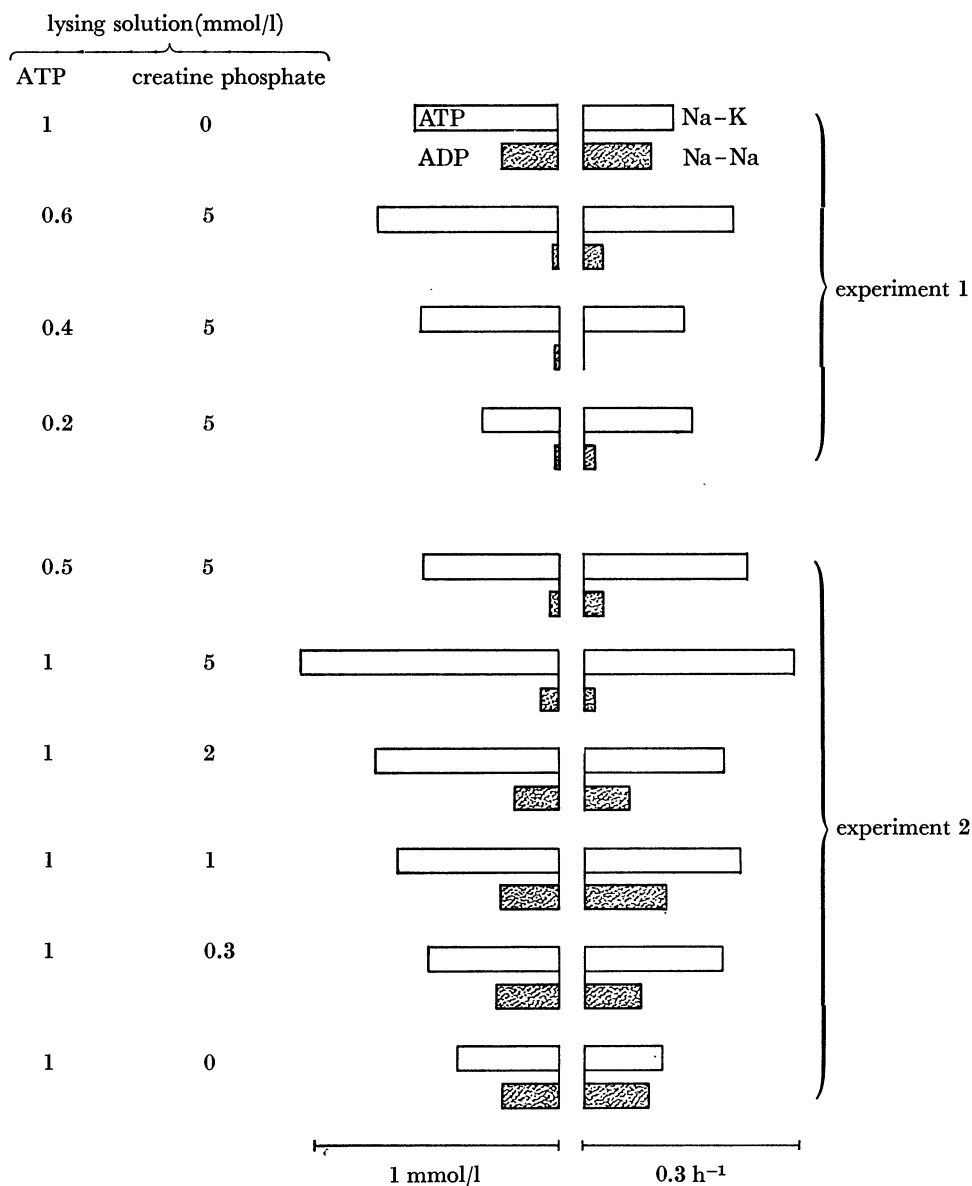 lysing solution(mmol/l)
ATP creatine phosphate
1 0 ATP Na–K
ADP Na–Na
0.6 5
experiment 1
0.4 5
0.2 5
0.5 5
1 5
1 2
experiment 2
1 1
1 0.3
1 0
1 mmol/l 0.3 h⁻¹